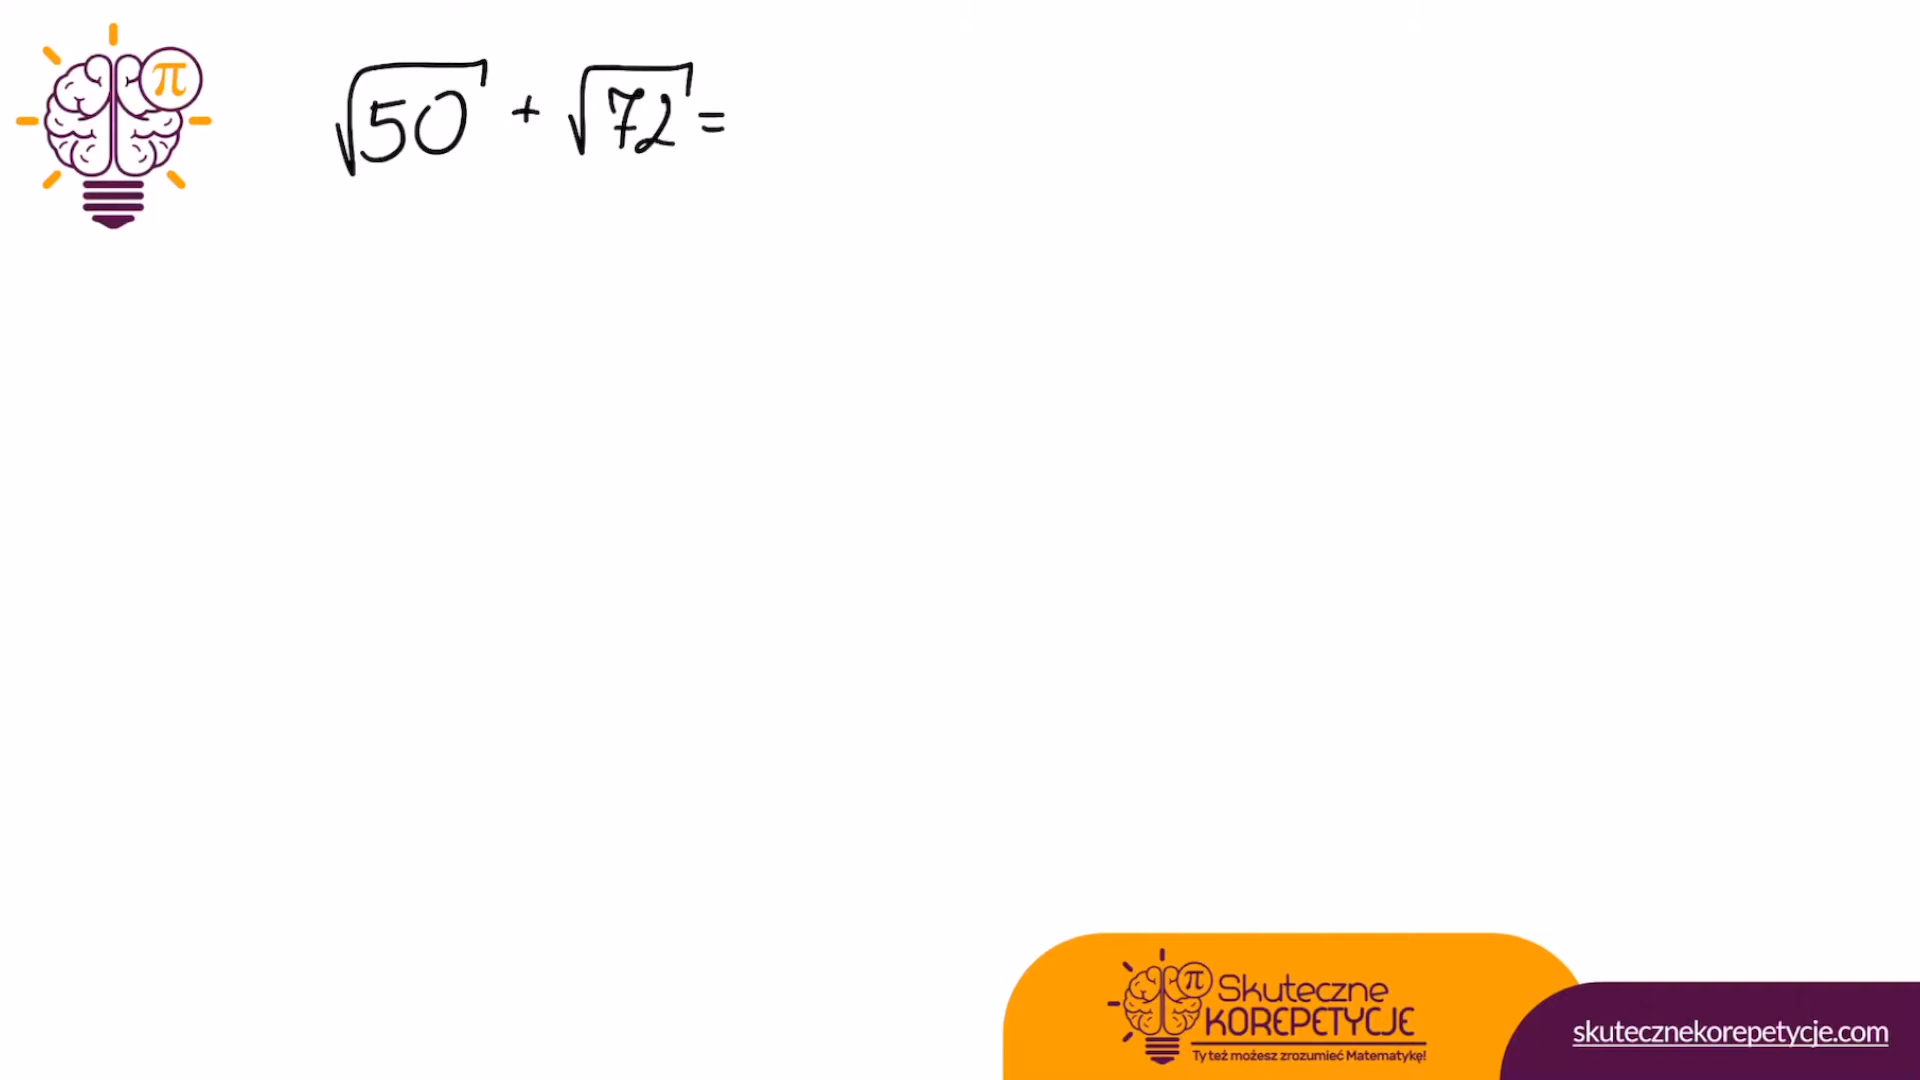 √50 + √72 =
π
π Skuteczne
KOREPETYCJE
Ty też możesz zrozumieć Matematykę!
skutecznekorepetycje.com